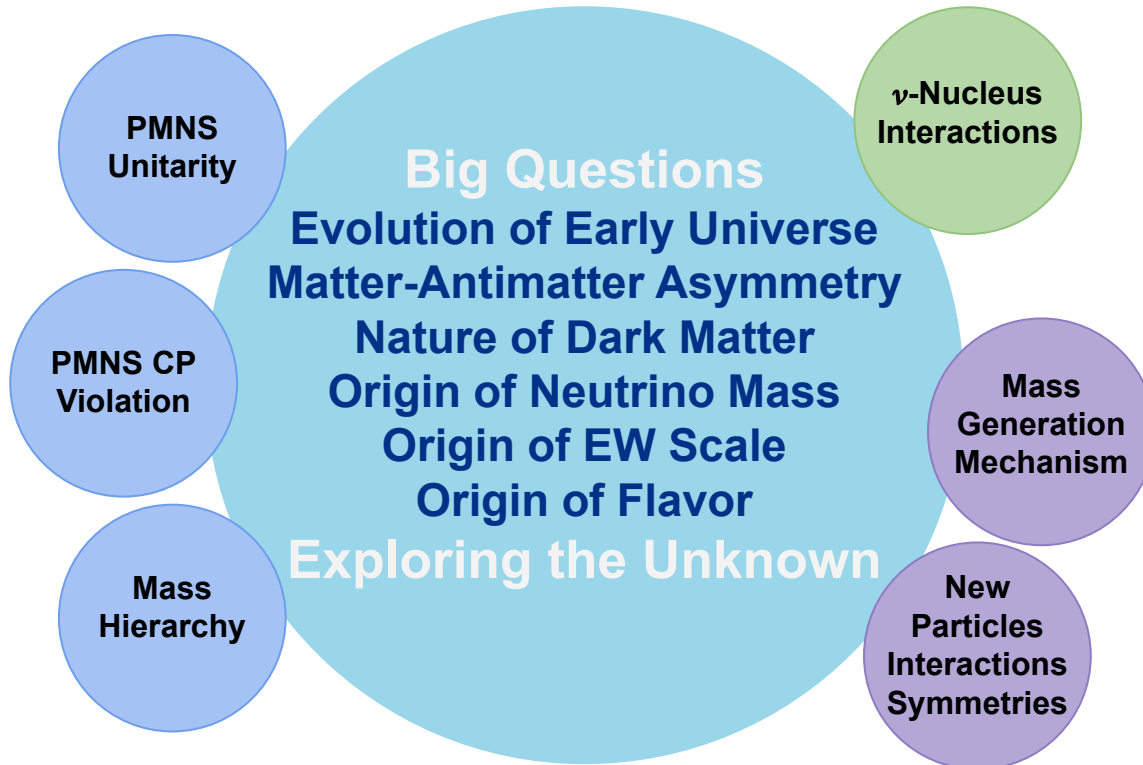 PMNS
Unitarity
PMNS CP
Violation
Mass
Hierarchy
Big Questions
Evolution of Early Universe
Matter-Antimatter Asymmetry
Nature of Dark Matter
Origin of Neutrino Mass
Origin of EW Scale
Origin of Flavor
Exploring the Unknown
ν-Nucleus
Interactions
Mass
Generation
Mechanism
New
Particles
Interactions
Symmetries